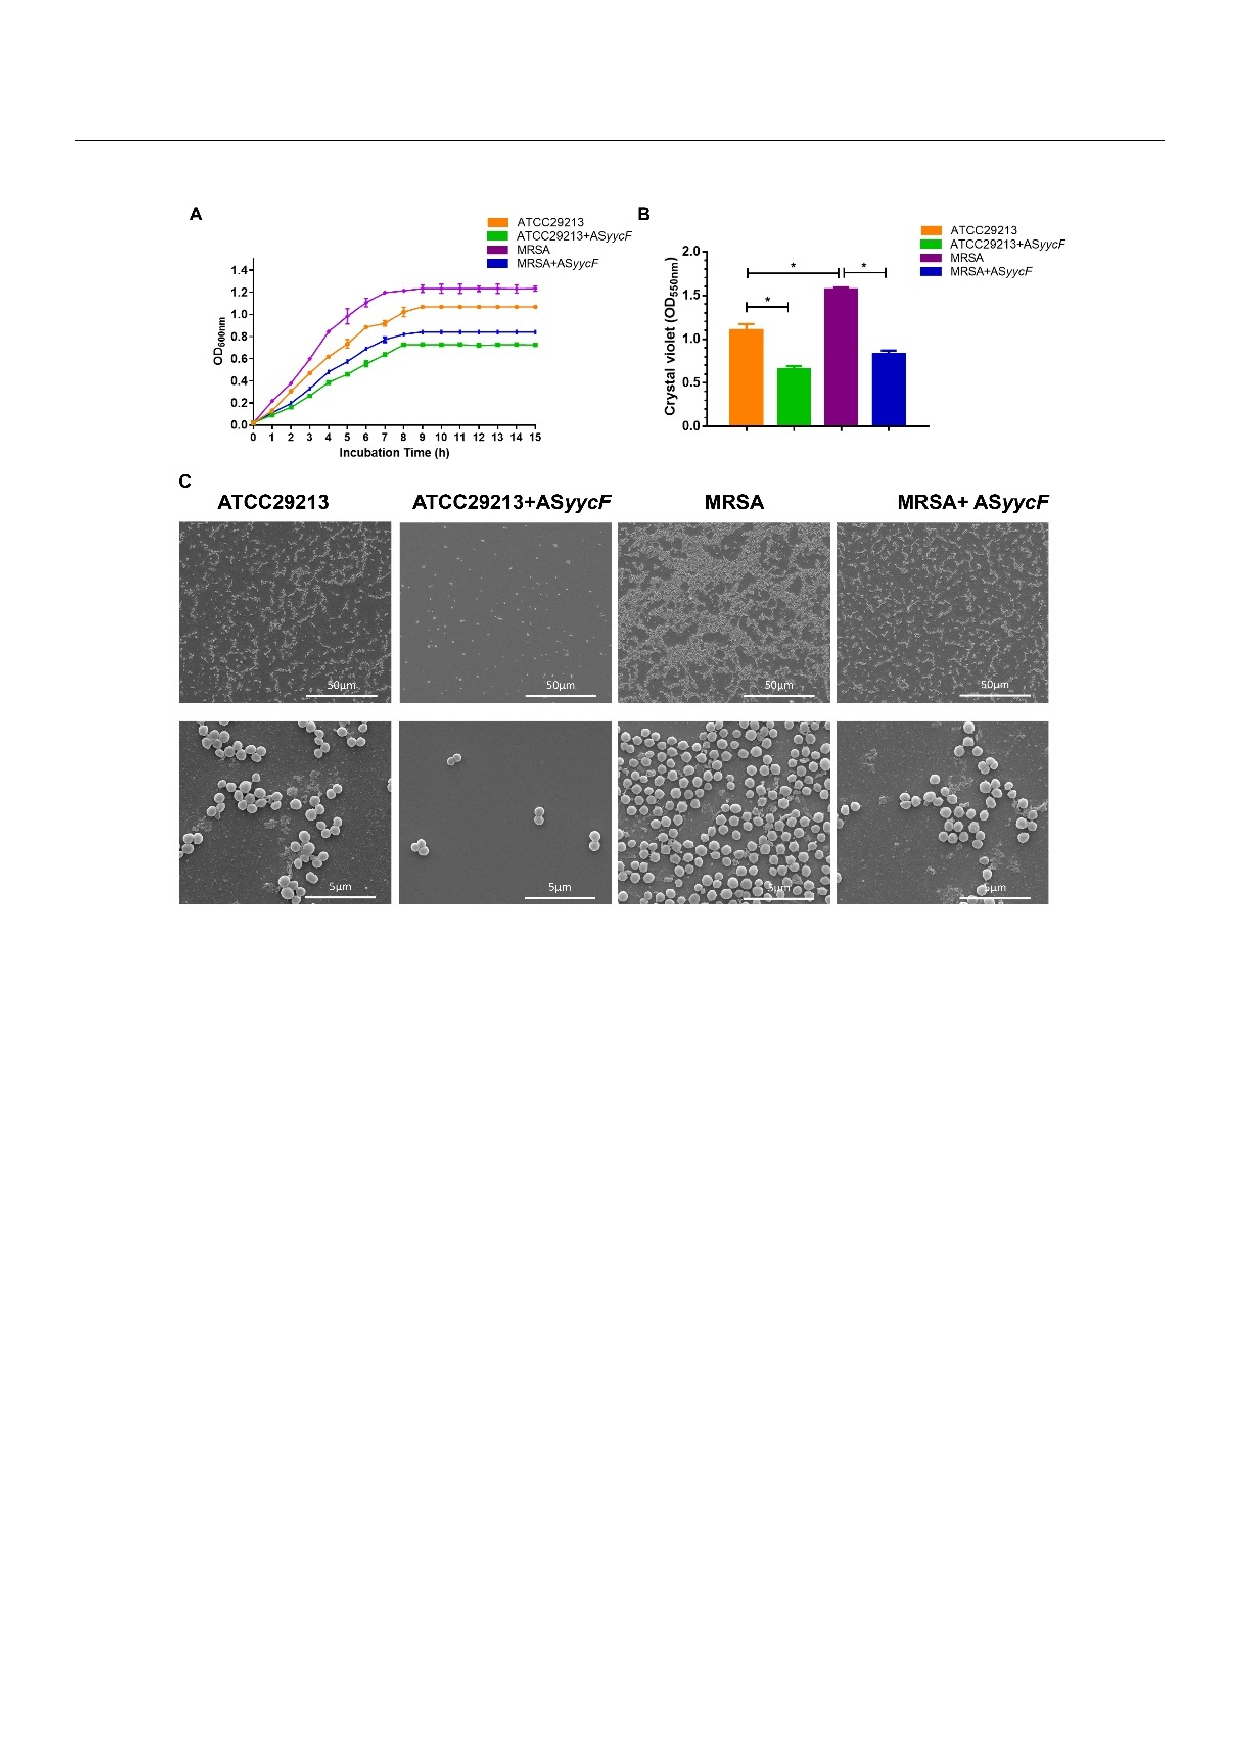 A
ATCC29213
ATCC29213+ASyycF
MRSA
MRSA+ASyycF
1.4
1.2
1.0
0.8
0.6
0.4
0.2
0.0
OD600nm
0 1 2 3 4 5 6 7 8 9 10 11 12 13 14 15
Incubation Time (h)
B
ATCC29213
ATCC29213+ASyycF
MRSA
MRSA+ASyycF
2.0
1.5
1.0
0.5
0.0
Crystal violet (OD550nm)
* *
*
C
ATCC29213 ATCC29213+ASyycF MRSA MRSA+ ASyycF
50μm 50μm 50μm 50μm
5μm 5μm 5μm 5μm